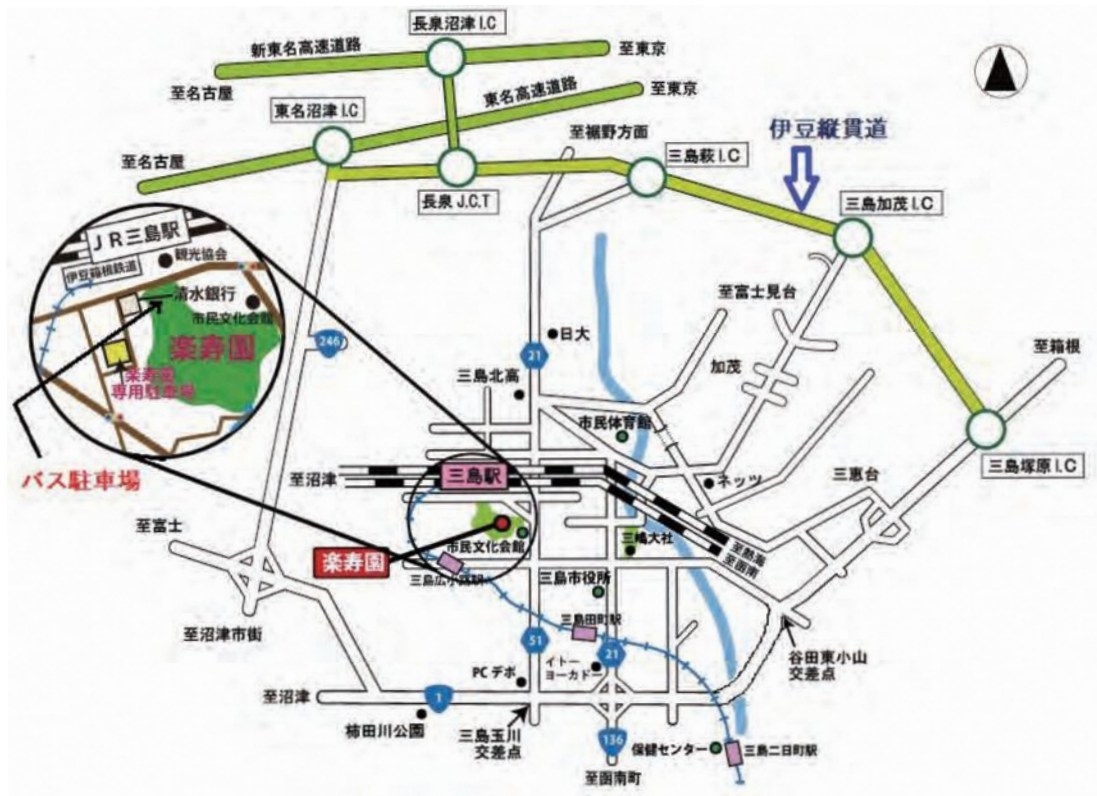 長泉沼津I.C
新東名高速道路
至東京
至名古屋
東名高速道路
至東京
東名沼津I.C
至名古屋
至裾野方面
伊豆縦貫道
三島萩I.C
長泉J.C.T
三島加茂I.C
JR三島駅
伊豆箱根鉄道
観光協会
清水銀行
市民文化会館
楽寿園
楽寿園
専用駐車場
バス駐車場
246
至富士見台
日大
21
加茂
至箱根
三島北高
市民体育館
三島塚原I.C
至沼津
三島駅
ネッツ
三恵台
至富士
市民文化会館
三嶋大社
至熱海
至函南
楽寿園
三島広小路駅
三島市役所
至沼津市街
三島田町駅
51
21
谷田東小山
交差点
PCデポ
イトー
ヨーカドー
至沼津
1
柿田川公園
三島玉川
交差点
136
保健センター
三島二日町駅
至函南町